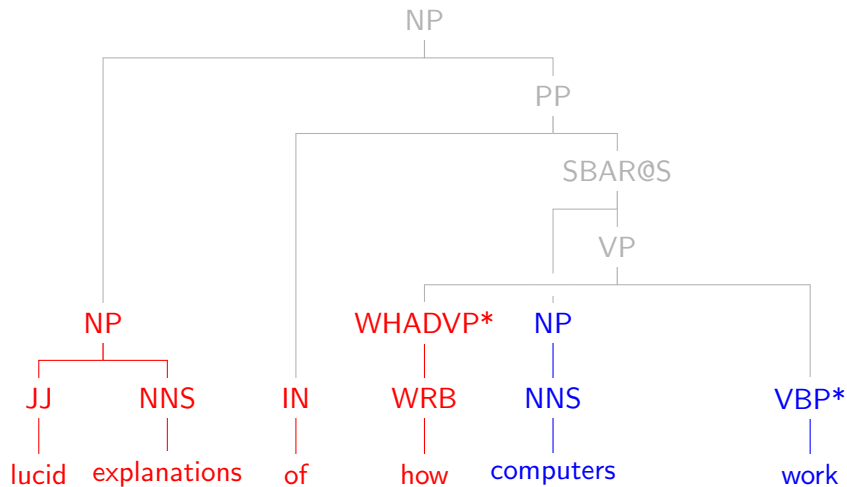 NP
PP
SBAR@S
VP
NP WHADVP* NP
JJ NNS IN WRB NNS VBP*
lucid explanations of how computers work